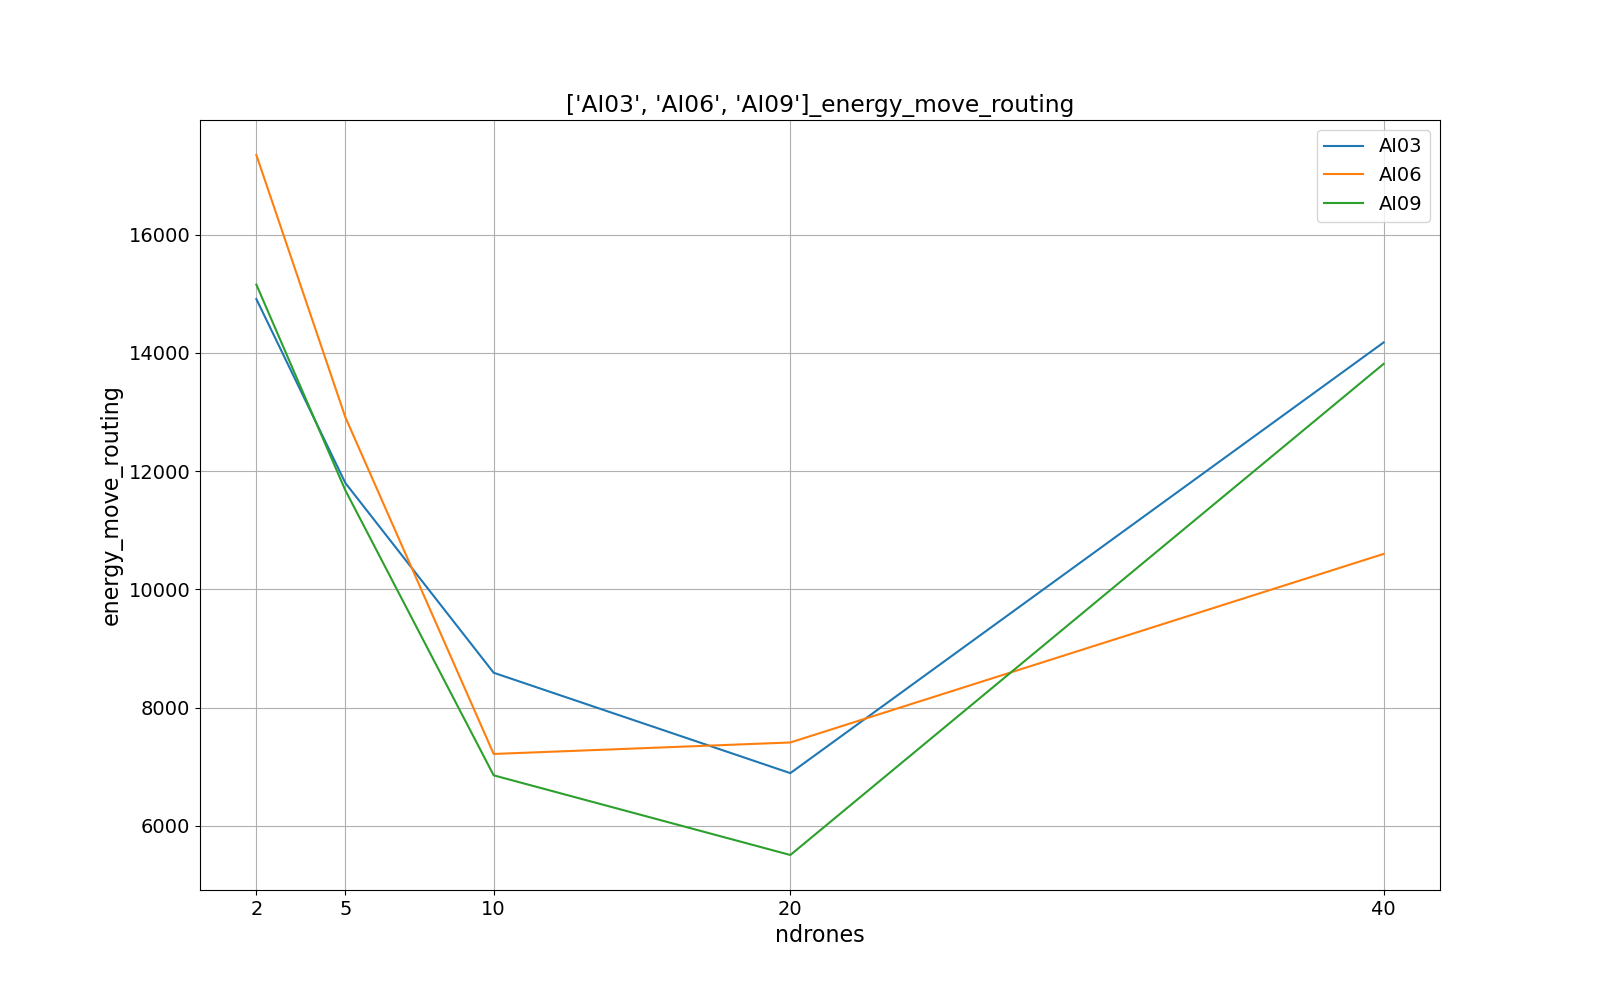 ['AI03', 'AI06', 'AI09']_energy_move_routing
AI03
AI06
AI09
energy_move_routing
16000
14000
12000
10000
8000
6000
2 5 10 20 40
ndrones